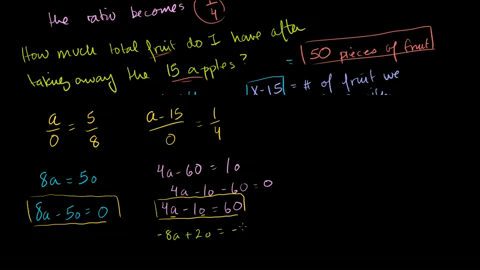 the ratio becomes 1/4
How much total fruit do I have after
taking away the 15 apples?
= 50 pieces of fruit
x-15 = # of fruit we
a/o = 5/8
a-15/o = 1/4
8a = 5o
8a - 5o = 0
4a - 60 = 1o
4a - 1o - 60 = 0
4a - 1o = 60
-8a + 2o = -